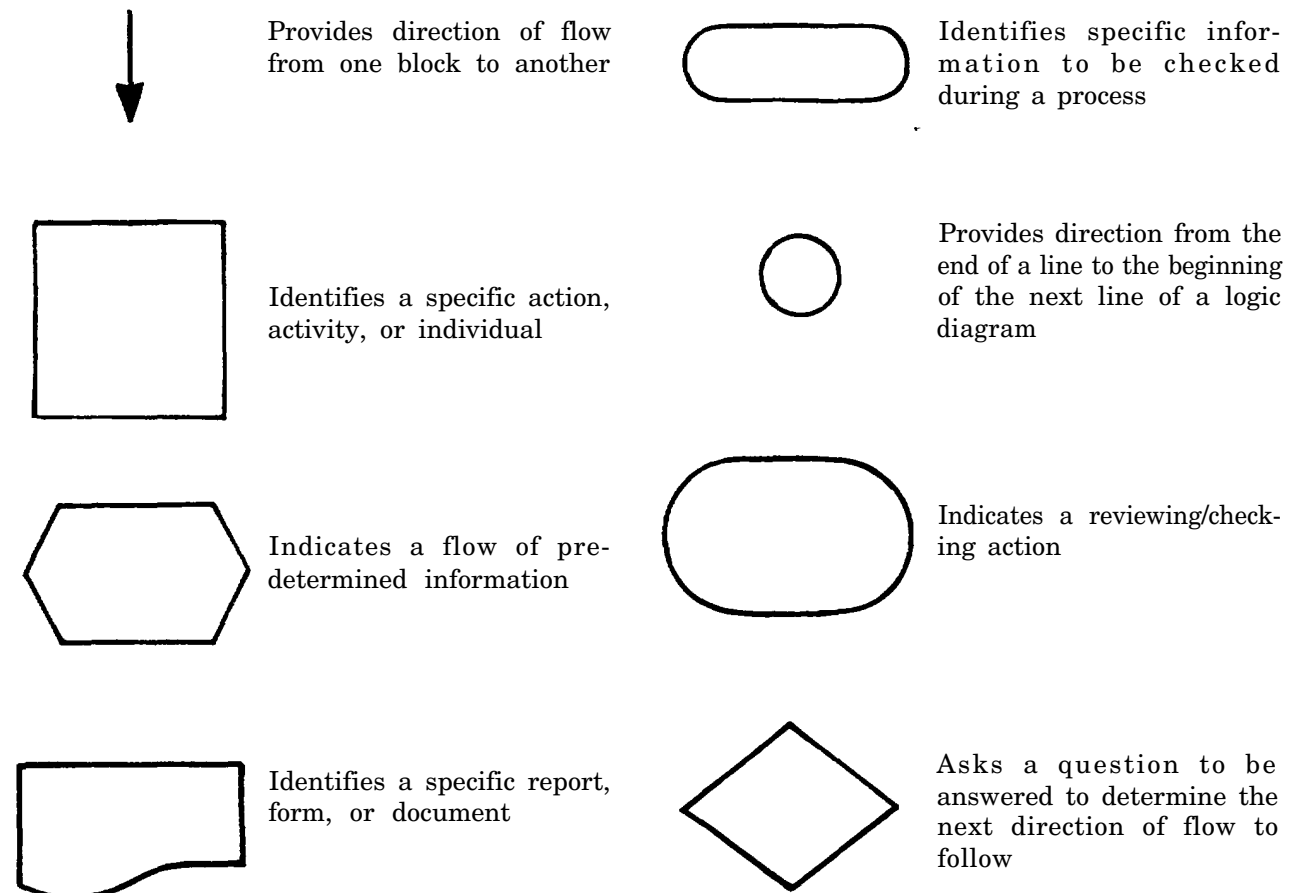 Provides direction of flow
from one block to another
Identifies a specific action,
activity, or individual
Indicates a flow of pre-
determined information
Identifies a specific report,
form, or document
Identifies specific infor-
mation to be checked
during a process
Provides direction from the
end of a line to the beginning
of the next line of a logic
diagram
Indicates a reviewing/check-
ing action
Asks a question to be
answered to determine the
next direction of flow to
follow